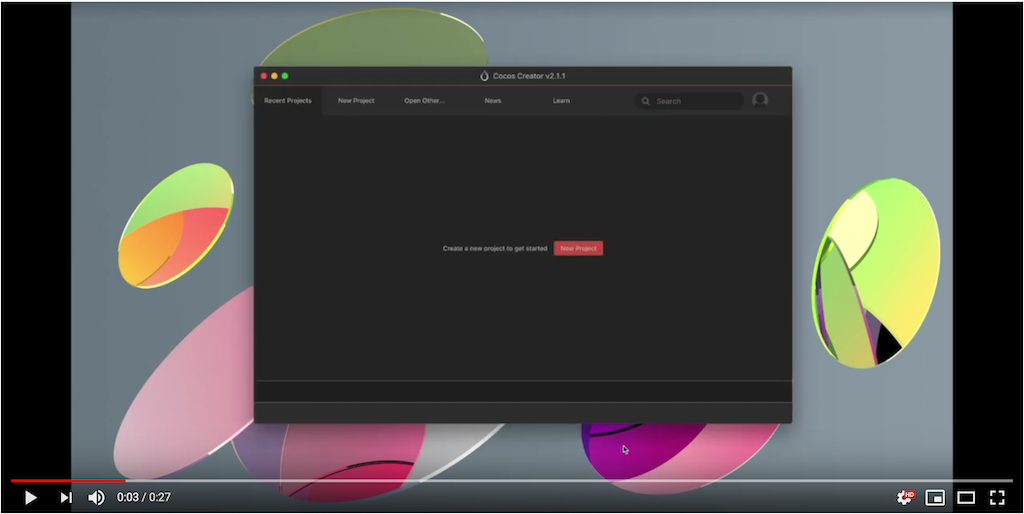 Cocos Creator v2.1.1
Recent Projects New Project Open Other... News Learn Search
Create a new project to get started New Project
0:03 / 0:27 HD